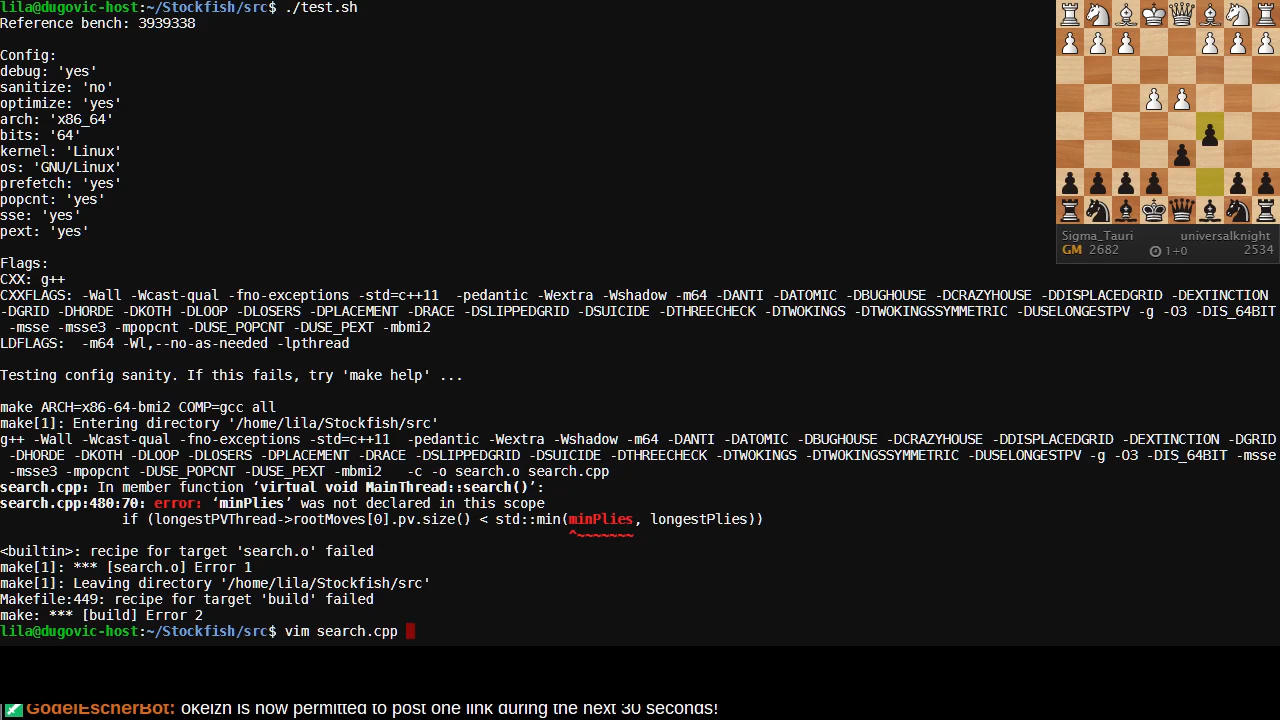 lila@dugovic-host:~/Stockfish/src$ ./test.sh
Reference bench: 3939338
Config:
debug: 'yes'
sanitize: 'no'
optimize: 'yes'
arch: 'x86_64'
bits: '64'
kernel: 'Linux'
os: 'GNU/Linux'
prefetch: 'yes'
popcnt: 'yes'
sse: 'yes'
pext: 'yes'
Flags:
CXX: g++
CXXFLAGS: -Wall -Wcast-qual -fno-exceptions -std=c++11  -pedantic -Wextra -Wshadow -m64 -DANTI -DATOMIC -DBUGHOUSE -DCRAZYHOUSE -DDISPLACEDGRID -DEXTINCTION
-DGRID -DHORDE -DKOTH -DLOOP -DLOSERS -DPLACEMENT -DRACE -DSLIPPEDGRID -DSUICIDE -DTHREECHECK -DTWOKINGS -DTWOKINGSSYMMETRIC -DUSELONGESTPV -g -O3 -DIS_64BIT
-msse -msse3 -mpopcnt -DUSE_POPCNT -DUSE_PEXT -mbmi2
LDFLAGS:  -m64 -Wl,--no-as-needed -lpthread
Testing config sanity. If this fails, try 'make help' ...
make ARCH=x86-64-bmi2 COMP=gcc all
make[1]: Entering directory '/home/lila/Stockfish/src'
g++ -Wall -Wcast-qual -fno-exceptions -std=c++11  -pedantic -Wextra -Wshadow -m64 -DANTI -DATOMIC -DBUGHOUSE -DCRAZYHOUSE -DDISPLACEDGRID -DEXTINCTION -DGRID
-DHORDE -DKOTH -DLOOP -DLOSERS -DPLACEMENT -DRACE -DSLIPPEDGRID -DSUICIDE -DTHREECHECK -DTWOKINGS -DTWOKINGSSYMMETRIC -DUSELONGESTPV -g -O3 -DIS_64BIT -msse
-msse3 -mpopcnt -DUSE_POPCNT -DUSE_PEXT -mbmi2   -c -o search.o search.cpp
search.cpp: In member function ‘virtual void MainThread::search()’:
search.cpp:480:70: error: ‘minPlies’ was not declared in this scope
if (longestPVThread->rootMoves[0].pv.size() < std::min(minPlies, longestPlies))
^~~~~~~~
<builtin>: recipe for target 'search.o' failed
make[1]: *** [search.o] Error 1
make[1]: Leaving directory '/home/lila/Stockfish/src'
Makefile:449: recipe for target 'build' failed
make: *** [build] Error 2
lila@dugovic-host:~/Stockfish/src$ vim search.cpp
Sigma_Tauri universalknight
GM 2682 1+0 2534
GodelEscherBot: okeizh is now permitted to post one link during the next 30 seconds!